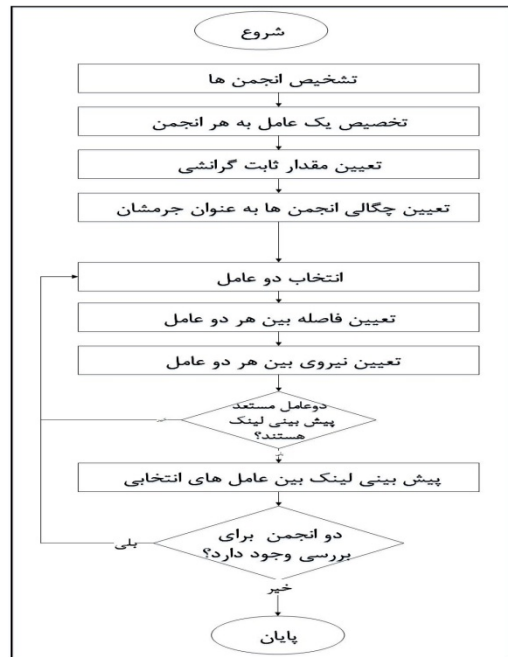 شروع
تشخیص انجمن ها
تخصیص یک عامل به هر انجمن
تعیین مقدار ثابت گرانشی
تعیین چگالی انجمن ها به عنوان جرمشان
انتخاب دو عامل
تعیین فاصله بین هر دو عامل
تعیین نیروی بین هر دو عامل
دوعامل مستعد
پیش بینی لینک
هستند؟
پیش بینی لینک بین عامل های انتخابی
دو انجمن برای
بررسی وجود دارد؟
بلی
خیر
پایان